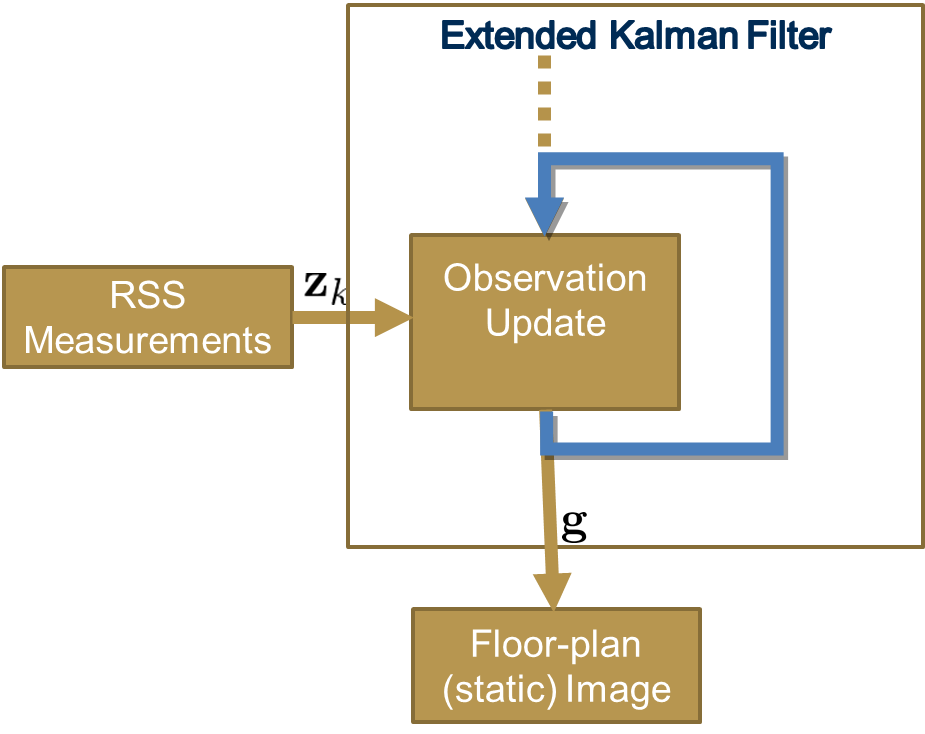 Extended Kalman Filter
RSS
Measurements
z_k
Observation
Update
g
Floor-plan
(static) Image